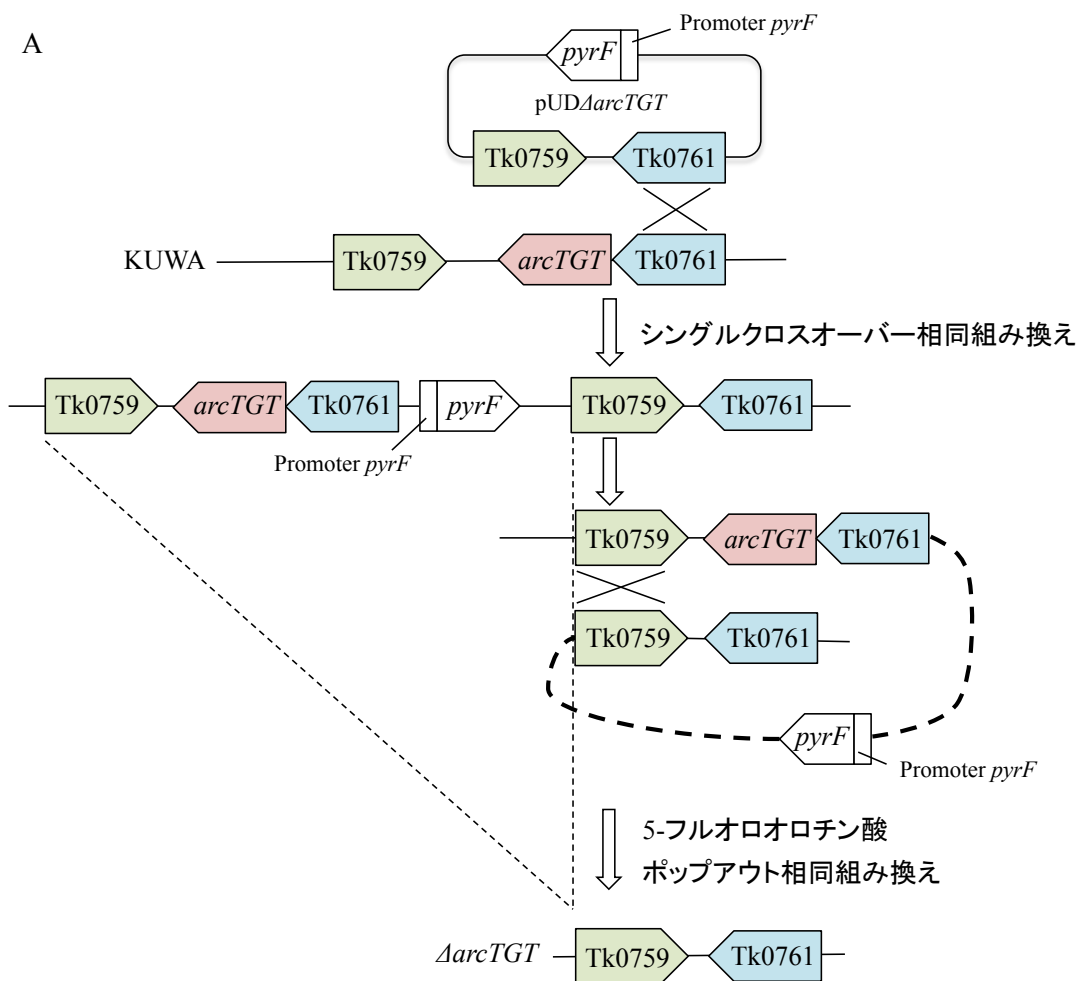 A
Promoter pyrF
pyrF
pUDΔarcTGT
Tk0759 Tk0761
KUWA Tk0759 arcTGT Tk0761
シングルクロスオーバー相同組み換え
Tk0759 arcTGT Tk0761 pyrF Tk0759 Tk0761
Promoter pyrF
Tk0759 arcTGT Tk0761
Tk0759 Tk0761
pyrF
Promoter pyrF
5-フルオロオロチン酸
ポップアウト相同組み換え
ΔarcTGT Tk0759 Tk0761